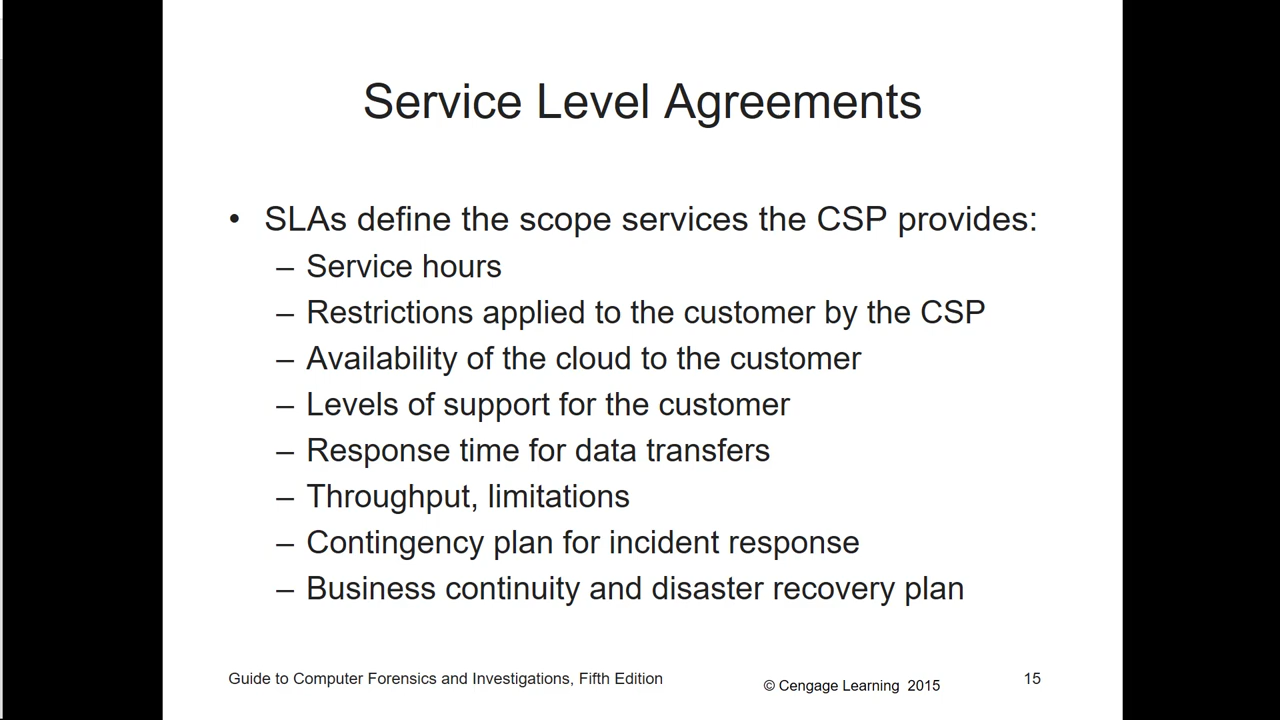 Service Level Agreements
• SLAs define the scope services the CSP provides:
– Service hours
– Restrictions applied to the customer by the CSP
– Availability of the cloud to the customer
– Levels of support for the customer
– Response time for data transfers
– Throughput, limitations
– Contingency plan for incident response
– Business continuity and disaster recovery plan
Guide to Computer Forensics and Investigations, Fifth Edition
© Cengage Learning 2015
15